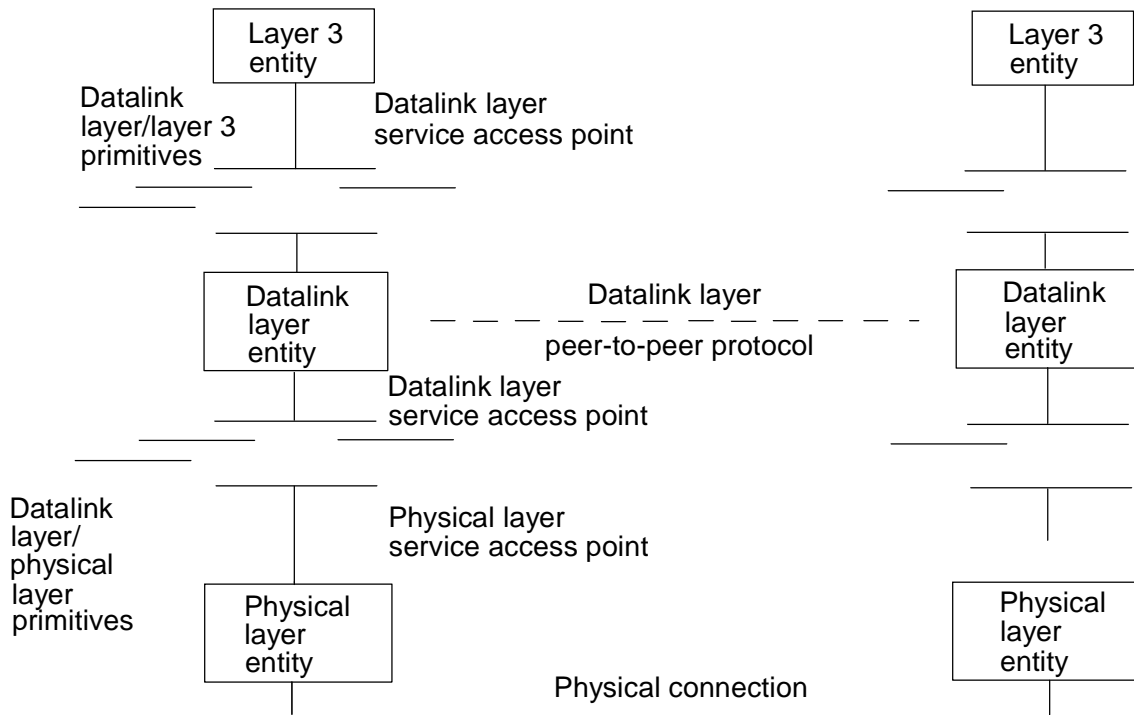 Layer 3
entity
Layer 3
entity
Datalink
layer/layer 3
primitives
Datalink layer
service access point
Datalink
layer
entity
Datalink layer
peer-to-peer protocol
Datalink
layer
entity
Datalink layer
service access point
Datalink
layer/
physical
layer
primitives
Physical layer
service access point
Physical
layer
entity
Physical connection
Physical
layer
entity